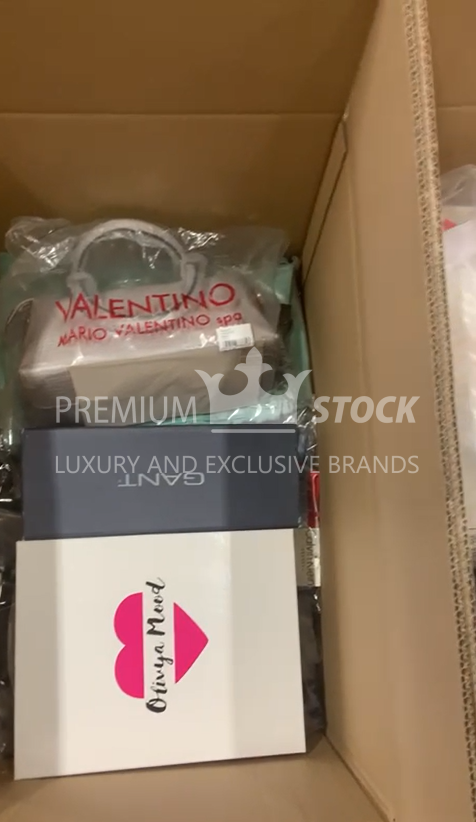 VALENTINO
MARIO VALENTINO spa
PREMIUM STOCK
LUXURY AND EXCLUSIVE BRANDS
GANT
Olivya Mood